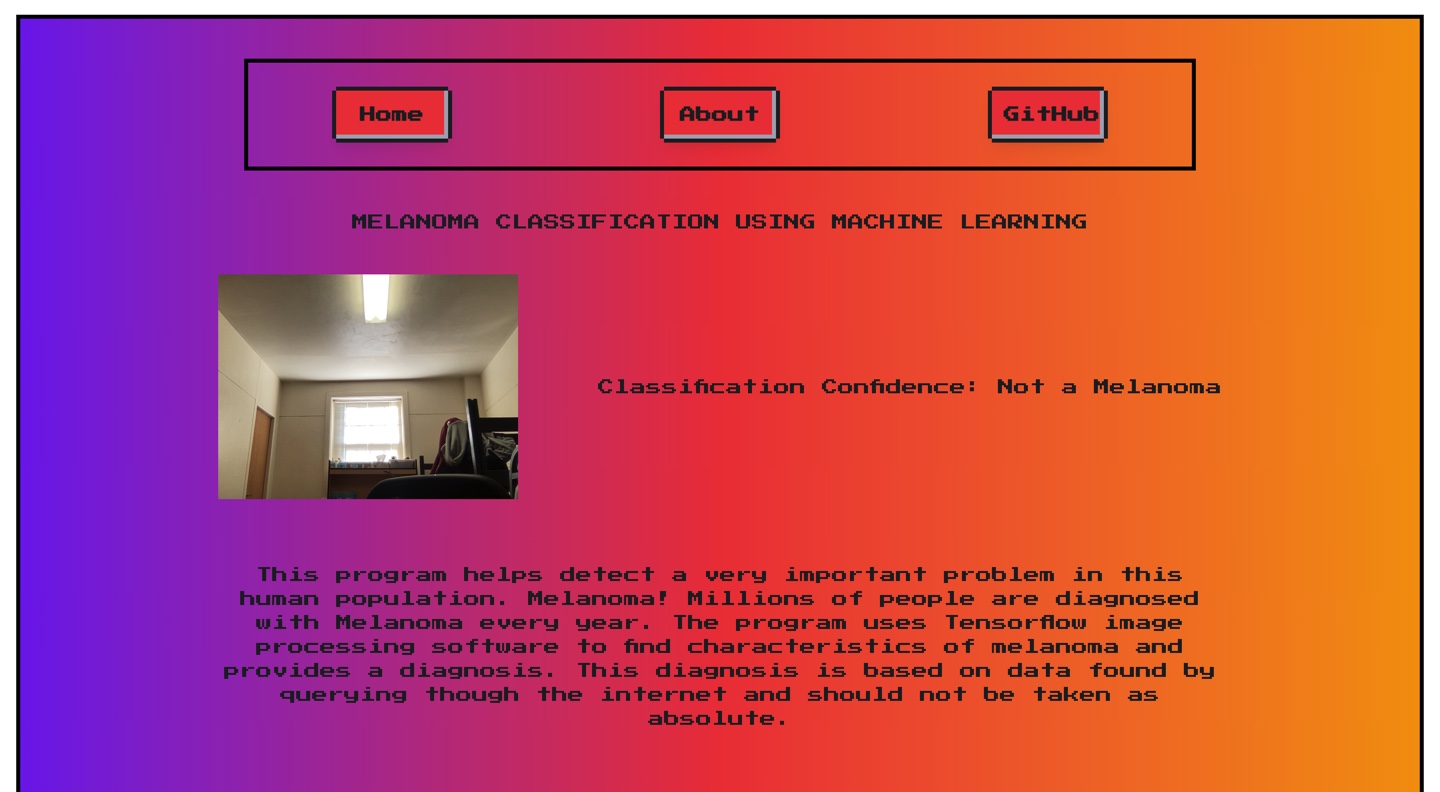 Home
About
GitHub
MELANOMA CLASSIFICATION USING MACHINE LEARNING
Classification Confidence: Not a Melanoma
This program helps detect a very important problem in this
human population. Melanoma! Millions of people are diagnosed
with Melanoma every year. The program uses Tensorflow image
processing software to find characteristics of melanoma and
provides a diagnosis. This diagnosis is based on data found by
querying though the internet and should not be taken as
absolute.